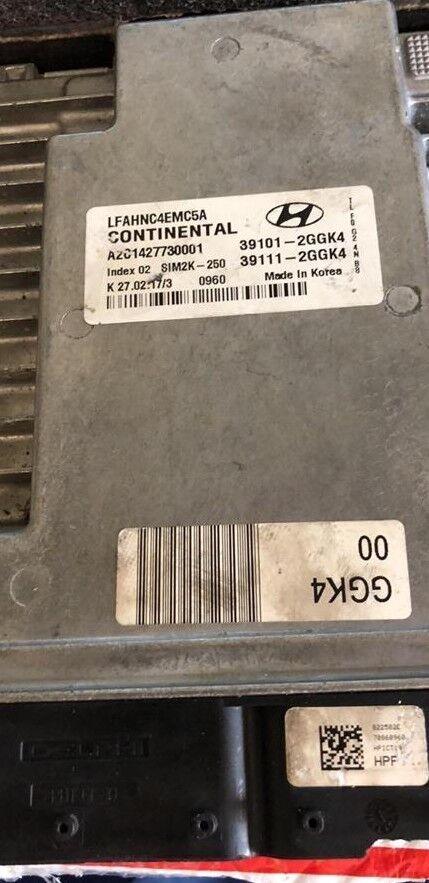 LFAHNC4EMC5A
CONTINENTAL
A2C1427730001 39101-2GGK4
Index 02 SIM2K-250 39111-2GGK4
K 27.02.17/3 0960 Made in Korea
GGK4
00
HPF